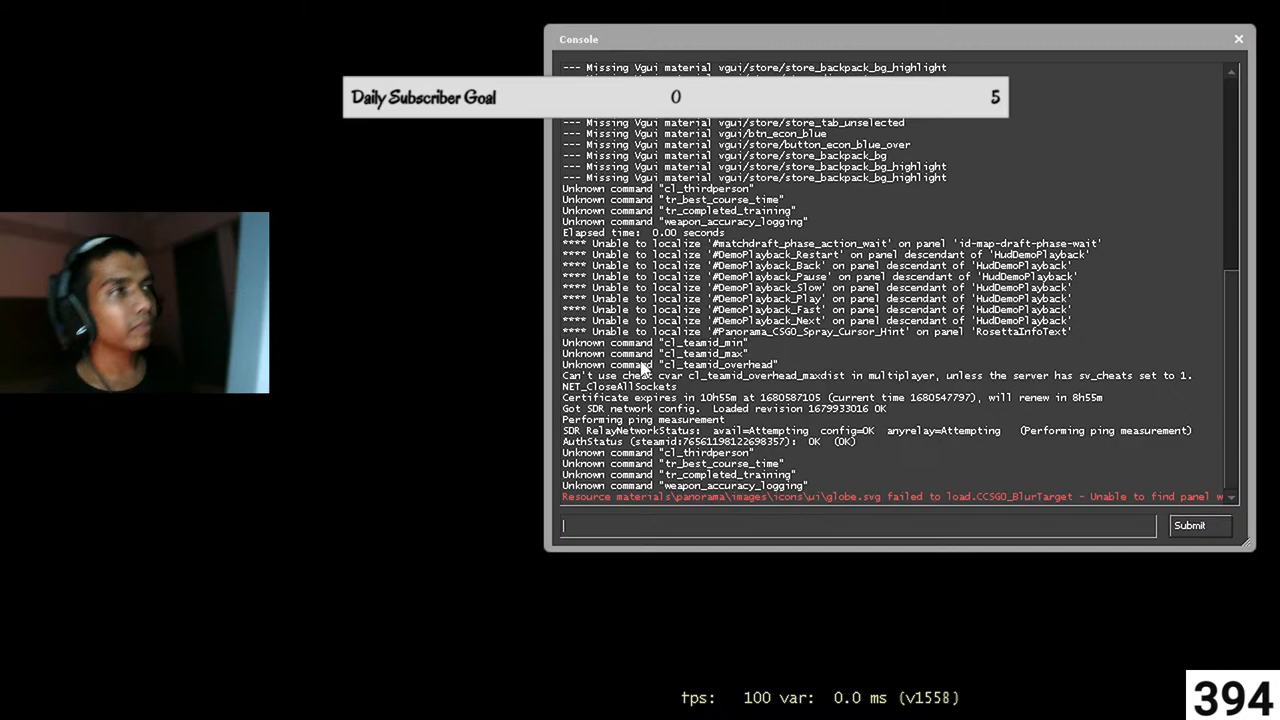 Console
--- Missing Vgui material vgui/store/store_backpack_bg_highlight
Daily Subscriber Goal 0 5
--- Missing Vgui material vgui/store/store_tab_unselected
--- Missing Vgui material vgui/btn_econ_blue
--- Missing Vgui material vgui/store/button_econ_blue_over
--- Missing Vgui material vgui/store/store_backpack_bg
--- Missing Vgui material vgui/store/store_backpack_bg_highlight
--- Missing Vgui material vgui/store/store_backpack_bg_highlight
Unknown command "cl_thirdperson"
Unknown command "tr_best_course_time"
Unknown command "tr_completed_training"
Unknown command "weapon_accuracy_logging"
Elapsed time: 0.00 seconds
**** Unable to localize '#matchdraft_phase_action_wait' on panel 'id-map-draft-phase-wait'
**** Unable to localize '#DemoPlayback_Restart' on panel descendant of 'HudDemoPlayback'
**** Unable to localize '#DemoPlayback_Back' on panel descendant of 'HudDemoPlayback'
**** Unable to localize '#DemoPlayback_Pause' on panel descendant of 'HudDemoPlayback'
**** Unable to localize '#DemoPlayback_Slow' on panel descendant of 'HudDemoPlayback'
**** Unable to localize '#DemoPlayback_Play' on panel descendant of 'HudDemoPlayback'
**** Unable to localize '#DemoPlayback_Fast' on panel descendant of 'HudDemoPlayback'
**** Unable to localize '#DemoPlayback_Next' on panel descendant of 'HudDemoPlayback'
**** Unable to localize '#Panorama_CSGO_Spray_Cursor_Hint' on panel 'RosettaInfoText'
Unknown command "cl_teamid_min"
Unknown command "cl_teamid_max"
Unknown command "cl_teamid_overhead"
Can't use cheat cvar cl_teamid_overhead_maxdist in multiplayer, unless the server has sv_cheats set to 1.
NET_CloseAllSockets
Certificate expires in 10h55m at 1680587105 (current time 1680547797), will renew in 8h55m
Got SDR network config. Loaded revision 1679933016 OK
Performing ping measurement
SDR RelayNetworkStatus: avail=Attempting config=OK anyrelay=Attempting (Performing ping measurement)
AuthStatus (steamid:76561198122698357): OK (OK)
Unknown command "cl_thirdperson"
Unknown command "tr_best_course_time"
Unknown command "tr_completed_training"
Unknown command "weapon_accuracy_logging"
Resource materials\panorama\images\icons\ui\globe.svg failed to load.CCSGO_BlurTarget - Unable to find panel w
Submit
tps: 100 var: 0.0 ms (v1558)
394